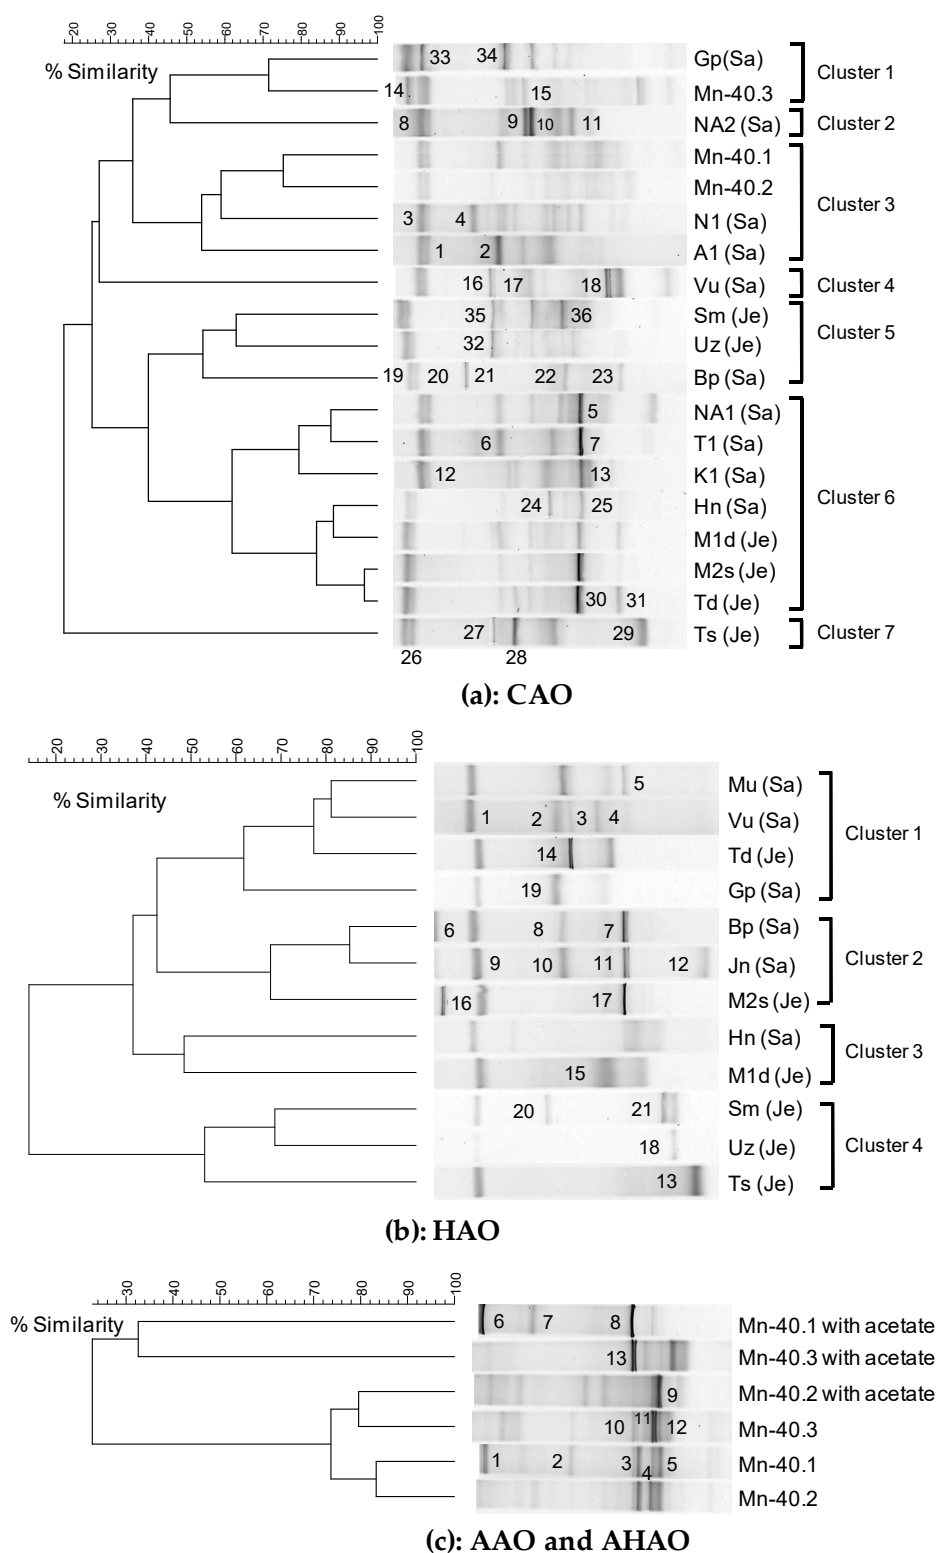 20 30 40 50 60 70 80 90 100
% Similarity
33 34 Gp(Sa)
Cluster 1
14 15 Mn-40.3
8 9 10 11 NA2 (Sa) Cluster 2
Mn-40.1
Mn-40.2
Cluster 3
3 4 N1 (Sa)
1 2 A1 (Sa)
16 17 18 Vu (Sa) Cluster 4
35 36 Sm (Je)
Cluster 5
32 Uz (Je)
19 20 21 22 23 Bp (Sa)
5 NA1 (Sa)
6 7 T1 (Sa)
12 13 K1 (Sa)
Cluster 6
24 25 Hn (Sa)
M1d (Je)
M2s (Je)
30 31 Td (Je)
27 29 Ts (Je) Cluster 7
26 28
(a): CAO
20 30 40 50 60 70 80 90 100
% Similarity
5 Mu (Sa)
1 2 3 4 Vu (Sa)
Cluster 1
14 Td (Je)
19 Gp (Sa)
6 8 7 Bp (Sa)
Cluster 2
9 10 11 12 Jn (Sa)
16 17 M2s (Je)
Hn (Sa)
Cluster 3
15 M1d (Je)
20 21 Sm (Je)
18 Uz (Je) Cluster 4
13 Ts (Je)
(b): HAO
30 40 50 60 70 80 90 100
% Similarity
6 7 8 Mn-40.1 with acetate
13 Mn-40.3 with acetate
9 Mn-40.2 with acetate
10 11 12 Mn-40.3
1 2 3 4 5 Mn-40.1
Mn-40.2
(c): AAO and AHAO